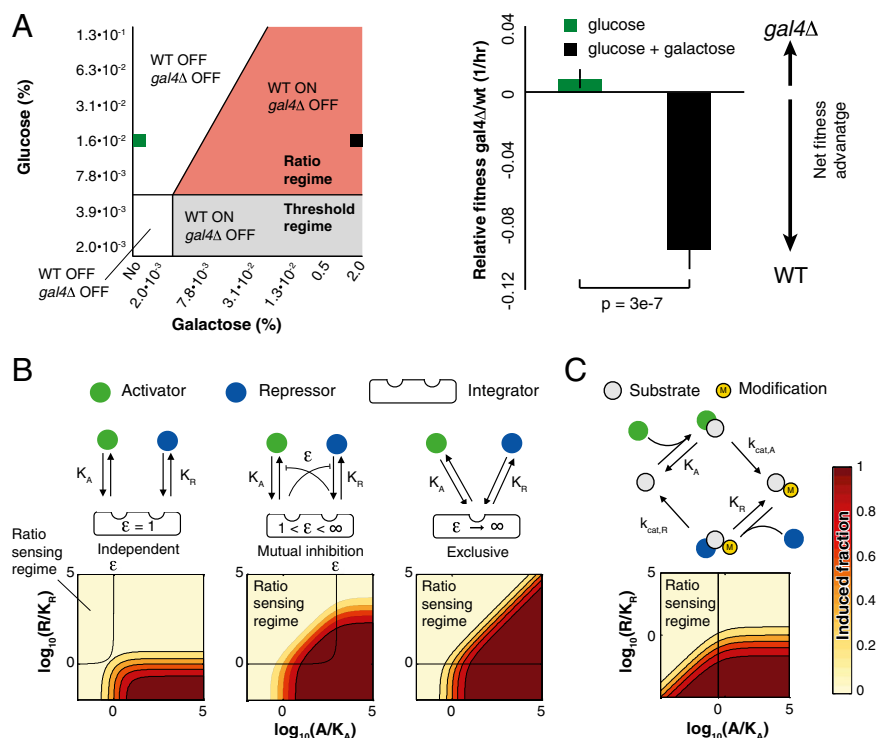 A
Glucose (%)
1.3•10⁻¹
6.3•10⁻²
3.1•10⁻²
1.6•10⁻²
7.8•10⁻³
3.9•10⁻³
2.0•10⁻³
WT OFF
gal4Δ OFF
WT ON
gal4Δ OFF
Ratio
regime
WT ON
gal4Δ OFF
Threshold
regime
WT OFF
gal4Δ OFF
No
2.0•10⁻³
7.8•10⁻³
3.1•10⁻²
1.3•10⁻²
0.5
2.0
Galactose (%)
Relative fitness gal4Δ/wt (1/hr)
0.04
0
-0.04
-0.08
-0.12
glucose
glucose + galactose
p = 3e-7
gal4Δ
Net fitness
advanatge
WT
B
Activator
Repressor
Integrator
K_A
K_R
ε = 1
Independent
K_A
ε
K_R
1 < ε < ∞
Mutual inhibition
K_A
K_R
ε → ∞
Exclusive
Ratio
sensing
regime
log₁₀(R/K_R)
5
0
ε
0
5
ε
Ratio
sensing
regime
5
0
0
5
log₁₀(A/K_A)
Ratio
sensing
regime
5
0
0
5
C
Substrate
M
Modification
k_cat,A
K_A
M
K_R
k_cat,R
M
Ratio
sensing
regime
log₁₀(R/K_R)
5
0
0
5
log₁₀(A/K_A)
Induced fraction
1
0.8
0.6
0.4
0.2
0